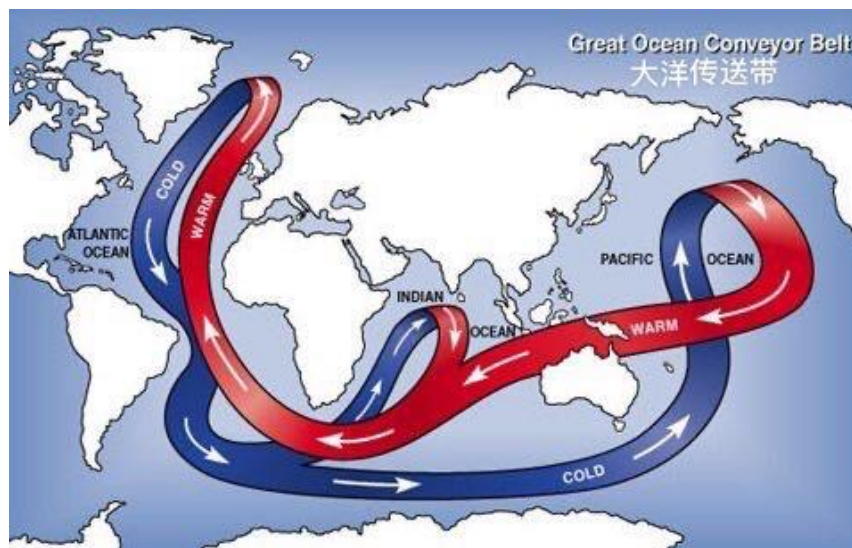 Great Ocean Conveyor Belt
大洋传送带
COLD
WARM
ATLANTIC
OCEAN
PACIFIC
OCEAN
INDIAN
OCEAN
WARM
COLD